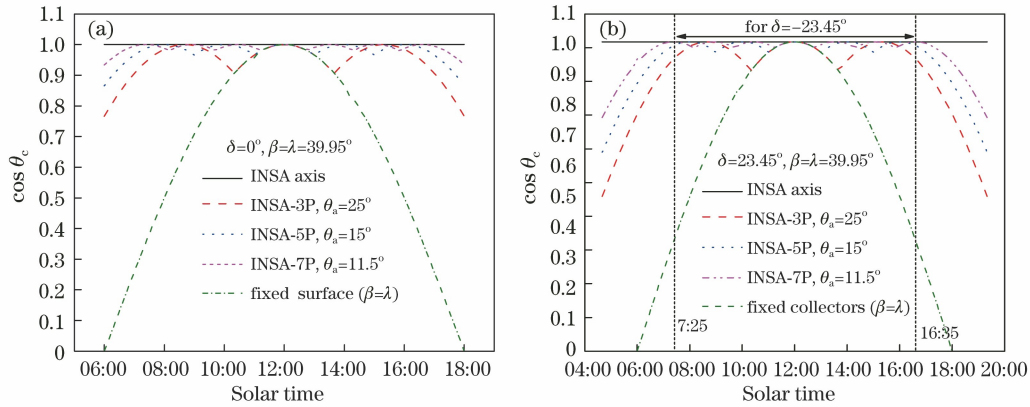 (a)
1.1
1.0
0.9
0.8
0.7
0.6
0.5
0.4
0.3
0.2
0.1
0
cos θc
δ=0°, β=λ=39.95°
INSA axis
INSA-3P, θa=25°
INSA-5P, θa=15°
INSA-7P, θa=11.5°
fixed surface (β=λ)
06:00 08:00 10:00 12:00 14:00 16:00 18:00
Solar time
(b)
1.1
1.0
0.9
0.8
0.7
0.6
0.5
0.4
0.3
0.2
0.1
0
cos θc
for δ=−23.45°
δ=23.45°, β=λ=39.95°
INSA axis
INSA-3P, θa=25°
INSA-5P, θa=15°
INSA-7P, θa=11.5°
fixed collectors (β=λ)
7:25
16:35
04:00 06:00 08:00 10:00 12:00 14:00 16:00 18:00 20:00
Solar time